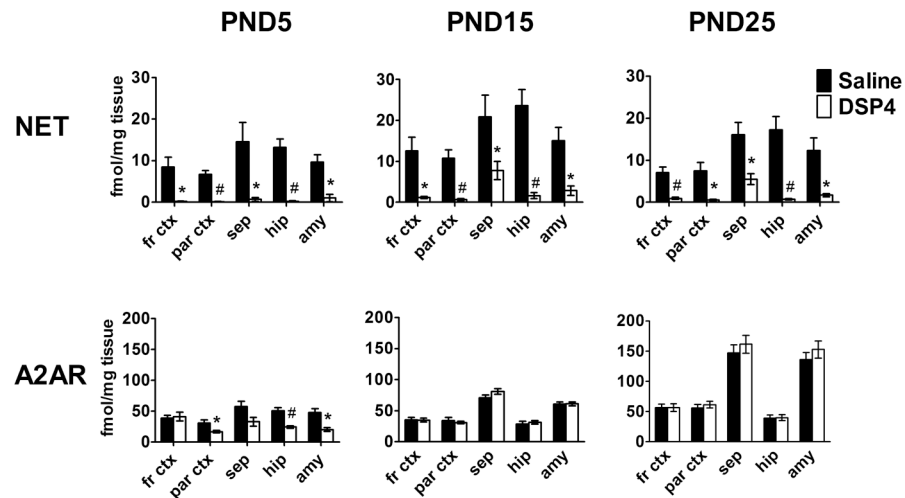 PND5 PND15 PND25
Saline
DSP4
NET
fmol/mg tissue
30
20
10
0
* # * # *
fr ctx par ctx sep hip amy
30
20
10
0
* # * # *
fr ctx par ctx sep hip amy
30
20
10
0
# * * # *
fr ctx par ctx sep hip amy
A2AR
fmol/mg tissue
200
150
100
50
0
* # *
fr ctx par ctx sep hip amy
200
150
100
50
0
fr ctx par ctx sep hip amy
200
150
100
50
0
fr ctx par ctx sep hip amy